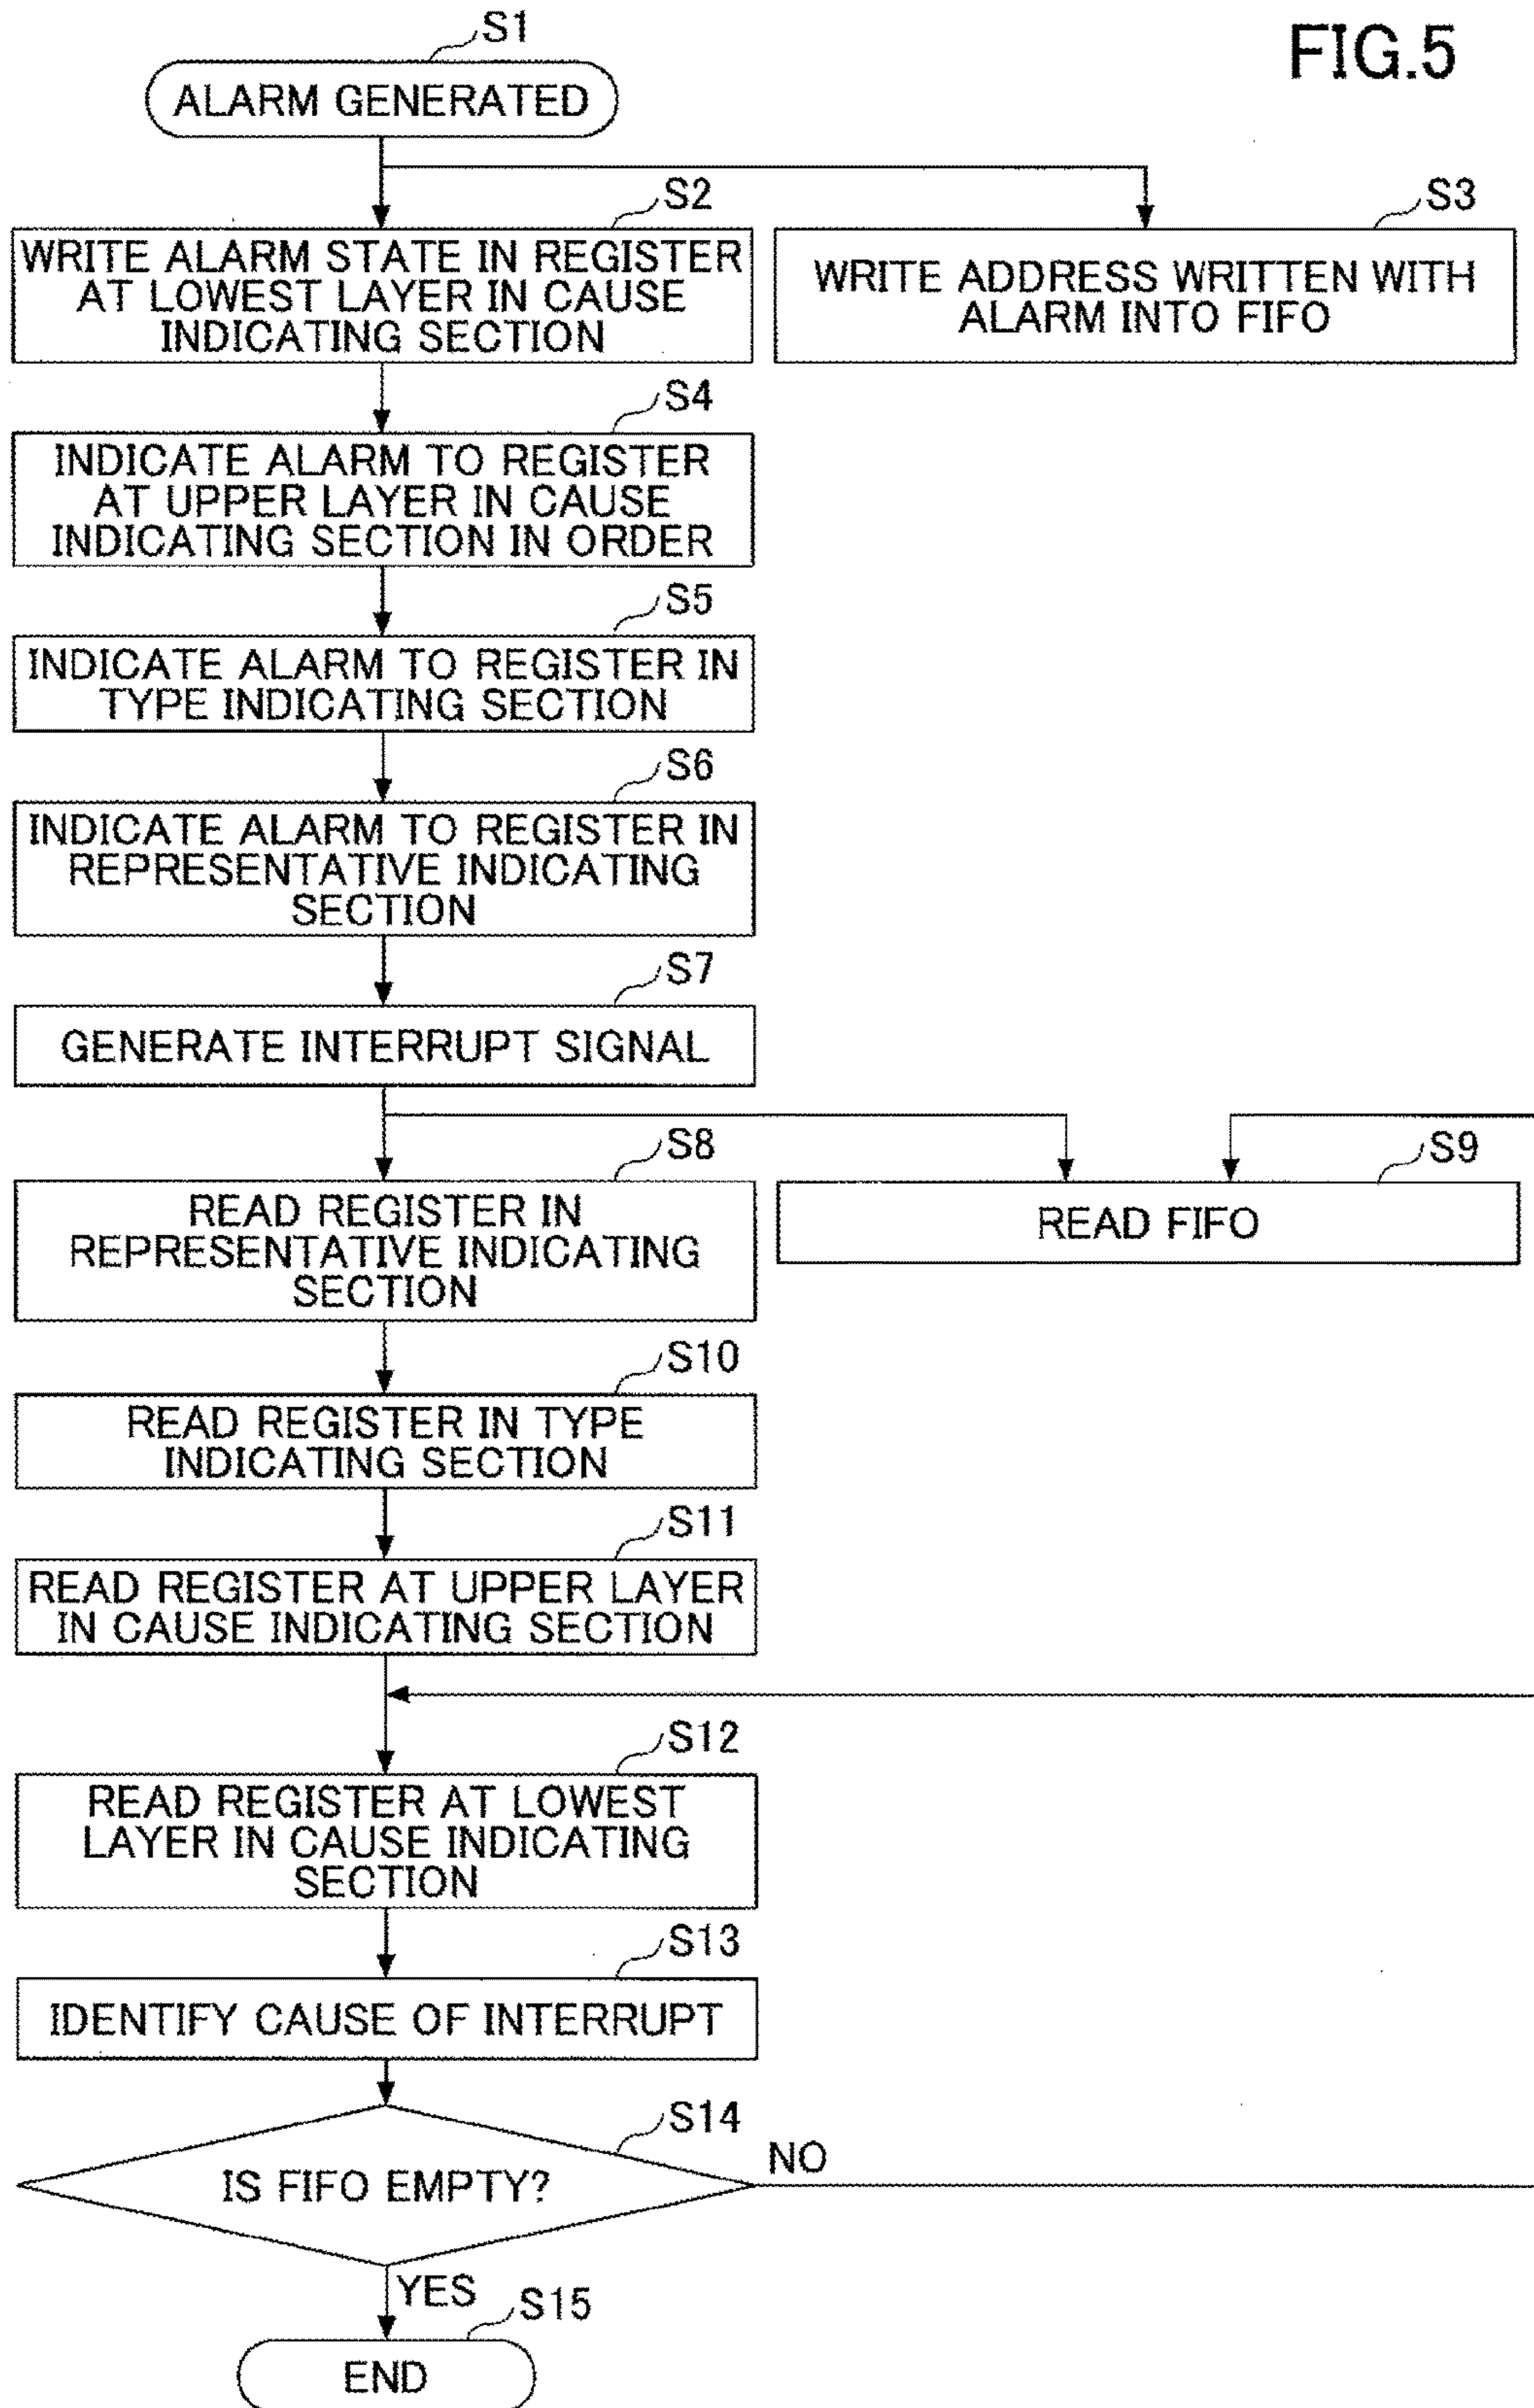 FIG.5
S1
ALARM GENERATED
S2
WRITE ALARM STATE IN REGISTER
AT LOWEST LAYER IN CAUSE
INDICATING SECTION
S3
WRITE ADDRESS WRITTEN WITH
ALARM INTO FIFO
S4
INDICATE ALARM TO REGISTER
AT UPPER LAYER IN CAUSE
INDICATING SECTION IN ORDER
S5
INDICATE ALARM TO REGISTER IN
TYPE INDICATING SECTION
S6
INDICATE ALARM TO REGISTER IN
REPRESENTATIVE INDICATING
SECTION
S7
GENERATE INTERRUPT SIGNAL
S8
READ REGISTER IN
REPRESENTATIVE INDICATING
SECTION
S9
READ FIFO
S10
READ REGISTER IN TYPE
INDICATING SECTION
S11
READ REGISTER AT UPPER LAYER
IN CAUSE INDICATING SECTION
S12
READ REGISTER AT LOWEST
LAYER IN CAUSE INDICATING
SECTION
S13
IDENTIFY CAUSE OF INTERRUPT
S14
IS FIFO EMPTY?
NO
YES
S15
END